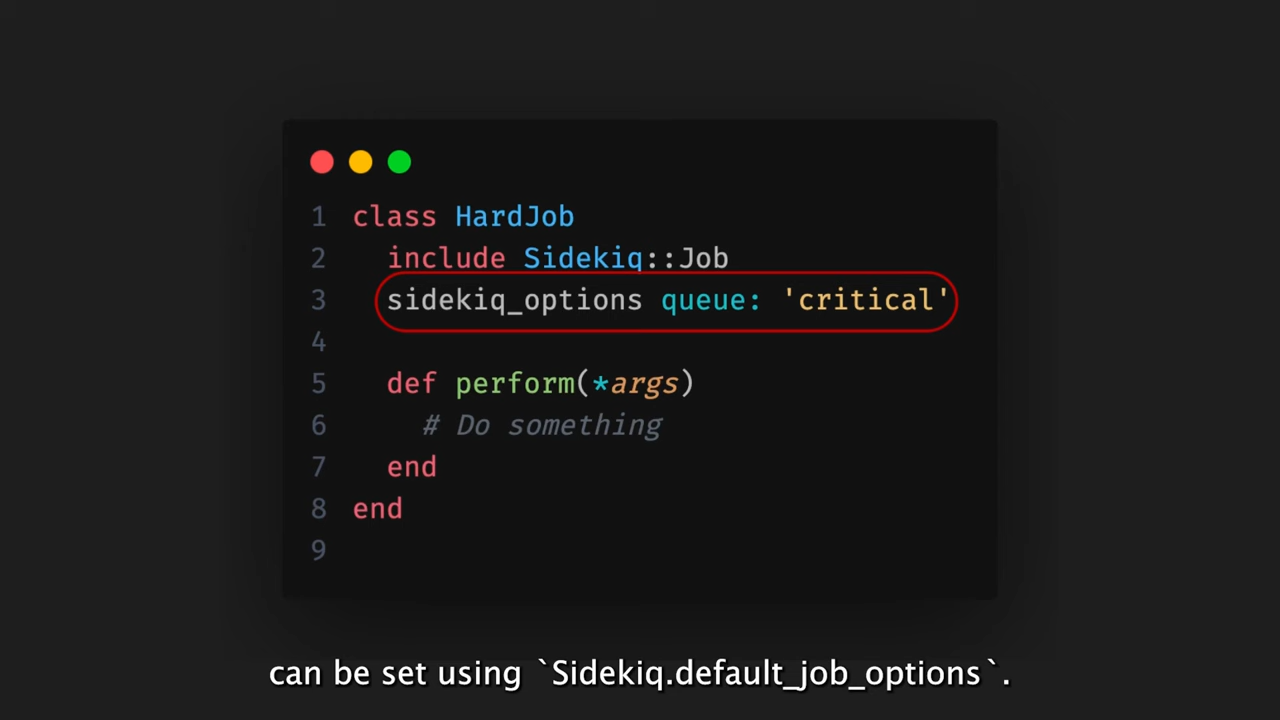 1 class HardJob
2   include Sidekiq::Job
3   sidekiq_options queue: 'critical'
4
5   def perform(*args)
6     # Do something
7   end
8 end
9
can be set using `Sidekiq.default_job_options`.